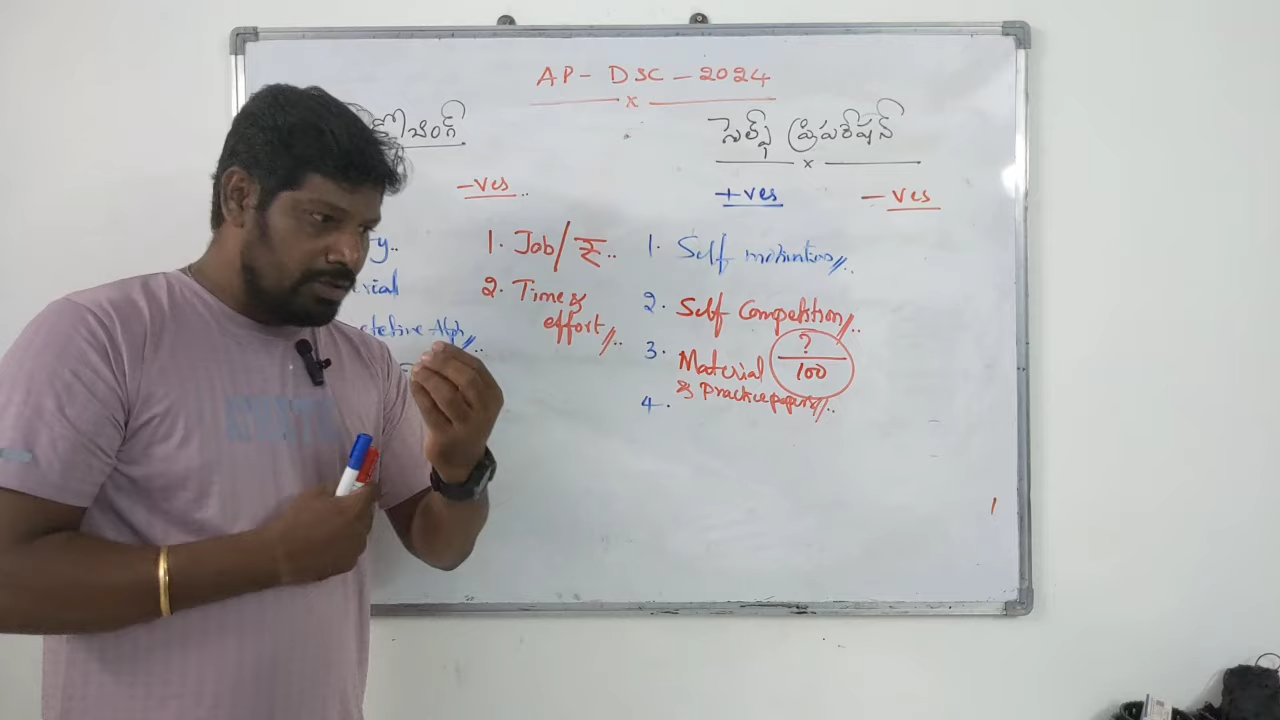 AP - DSC - 2024
కోచింగ్
సెల్ఫ్ ప్రిపరేషన్
-ves
+ves
-ves
1. Job/₹..
2. Time &
effort//..
1. Self motivation//..
2. Self Competition//..
3. Material
& Practice papers//..
?
100
4.